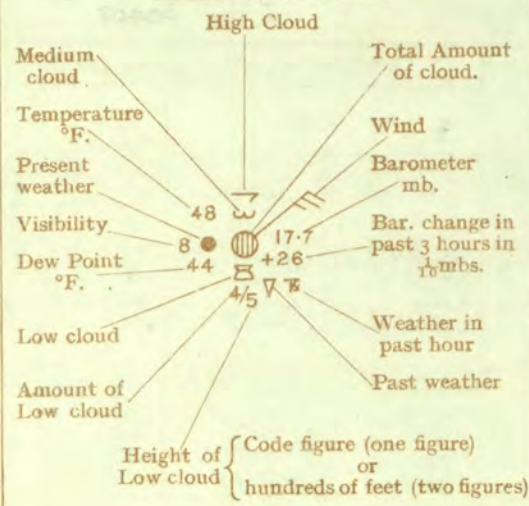 High Cloud
Medium
cloud
Total Amount
of cloud.
Temperature
°F.
Wind
Present
weather
Barometer
mb.
48
Visibility
8
17·7
Bar. change in
past 3 hours in
1/10 mbs.
Dew Point
°F.
44
+26
4/5
Low cloud
Weather in
past hour
Amount of
Low cloud
Past weather
Height of
Low cloud
Code figure (one figure)
or
hundreds of feet (two figures)